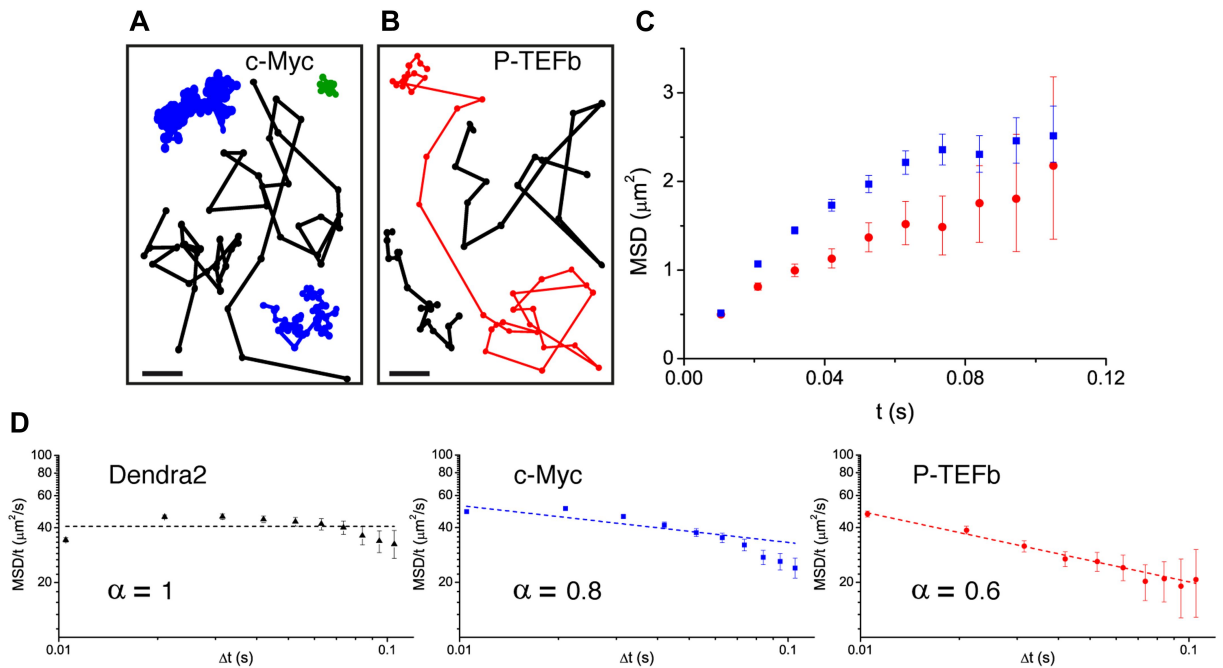 A
c-Myc
B
P-TEFb
C
MSD (μm²)
3
2
1
0
0.00
0.04
0.08
0.12
t (s)
D
MSD/t (μm²/s)
100
80
60
40
20
Dendra2
α = 1
0.01
0.1
Δt (s)
MSD/t (μm²/s)
100
80
60
40
20
c-Myc
α = 0.8
0.01
0.1
Δt (s)
MSD/t (μm²/s)
100
80
60
40
20
P-TEFb
α = 0.6
0.01
0.1
Δt (s)